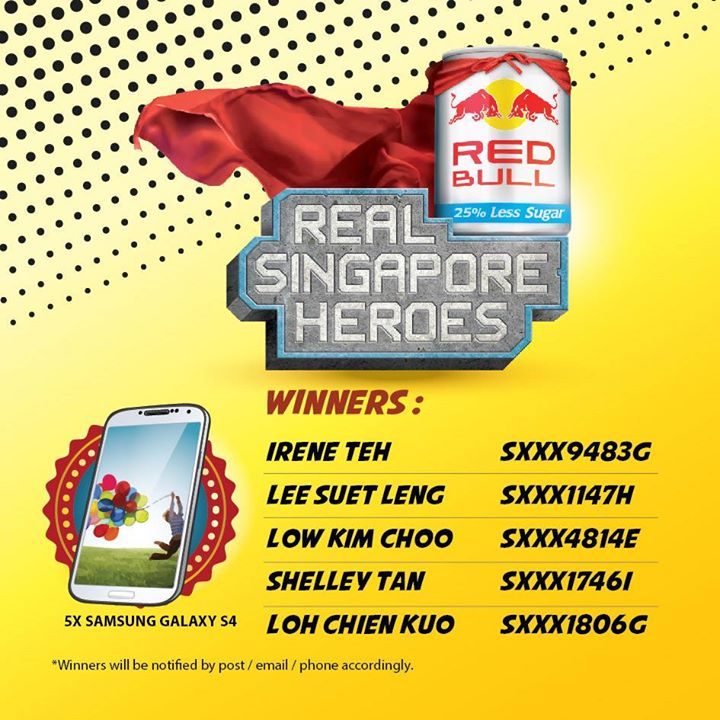 RED
BULL
25% Less Sugar
REAL
SINGAPORE
HEROES
WINNERS :
IRENE TEH SXXX9483G
LEE SUET LENG SXXX1147H
LOW KIM CHOO SXXX4814E
SHELLEY TAN SXXX1746I
LOH CHIEN KUO SXXX1806G
5X SAMSUNG GALAXY S4
*Winners will be notified by post / email / phone accordingly.